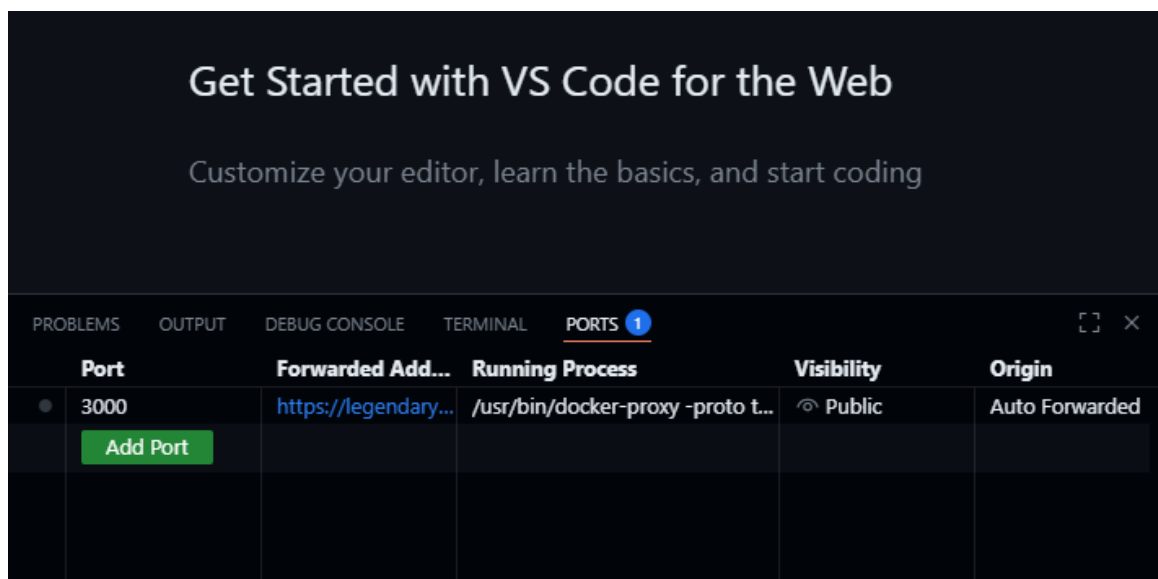 Get Started with VS Code for the Web
Customize your editor, learn the basics, and start coding
PROBLEMS OUTPUT DEBUG CONSOLE TERMINAL PORTS 1
Port Forwarded Add... Running Process Visibility Origin
3000 https://legendary... /usr/bin/docker-proxy -proto t... Public Auto Forwarded
Add Port